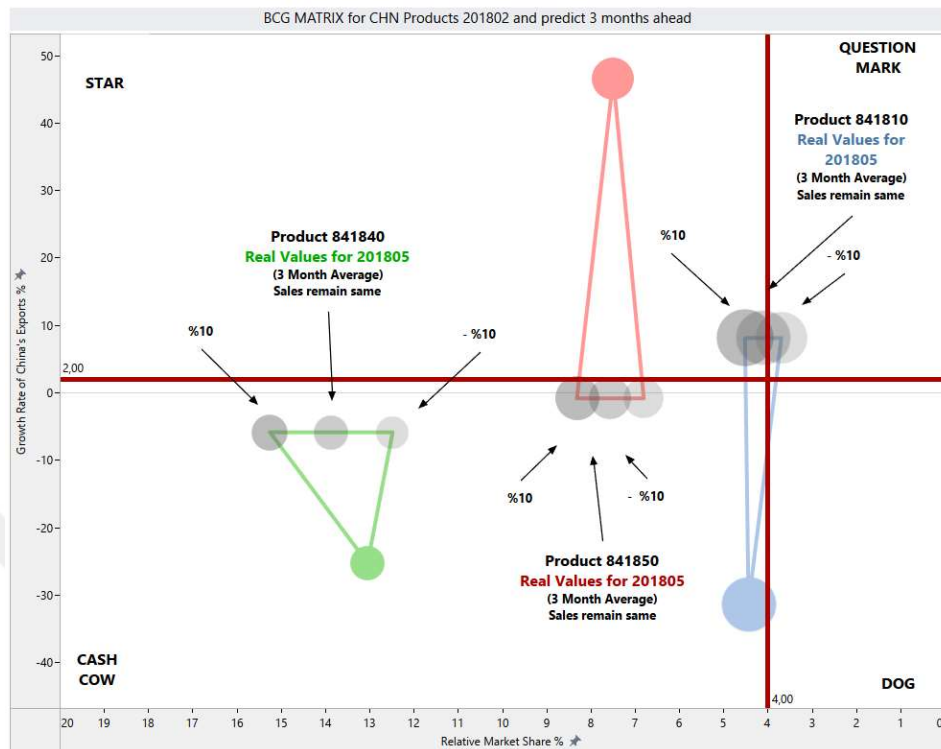 BCG MATRIX for CHN Products 201802 and predict 3 months ahead
STAR
QUESTION
MARK
Product 841810
Real Values for
201805
(3 Month Average)
Sales remain same
%10
- %10
Product 841840
Real Values for 201805
(3 Month Average)
Sales remain same
%10
- %10
2,00
%10
- %10
Product 841850
Real Values for 201805
(3 Month Average)
Sales remain same
CASH
COW
DOG
4,00
Growth Rate of China's Exports %
50
40
30
20
10
0
-10
-20
-30
-40
20 19 18 17 16 15 14 13 12 11 10 9 8 7 6 5 4 3 2 1 0
Relative Market Share %